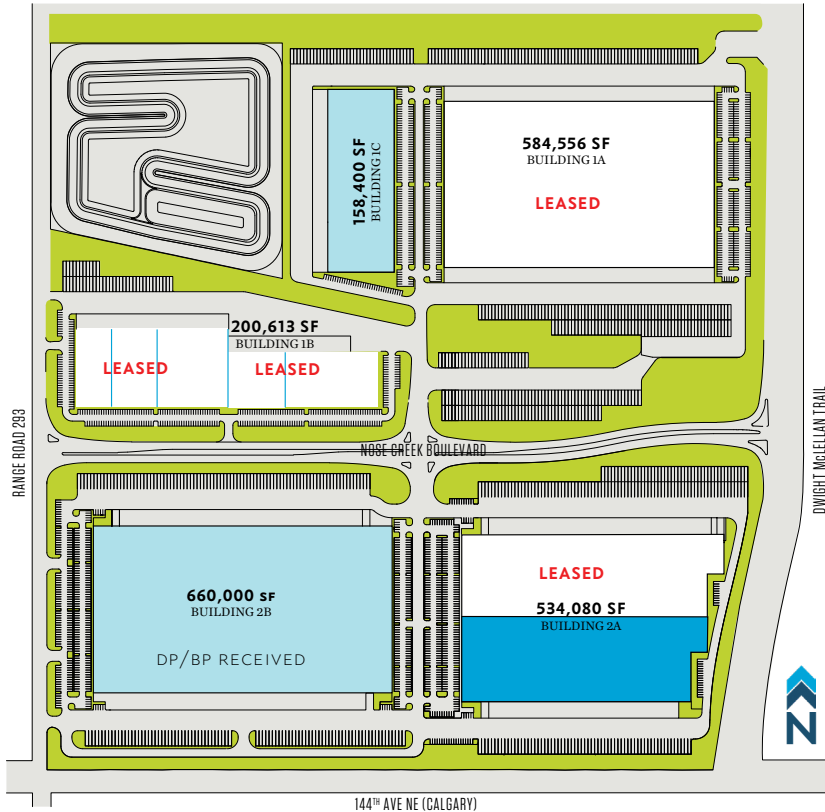 584,556 SF
BUILDING 1A
LEASED
158,400 SF
BUILDING 1C
200,613 SF
BUILDING 1B
LEASED
LEASED
RANGE ROAD 293
DWIGHT McLELLAN TRAIL
NOSE CREEK BOULEVARD
LEASED
534,080 SF
BUILDING 2A
660,000 SF
BUILDING 2B
DP/BP RECEIVED
N
144TH AVE NE (CALGARY)